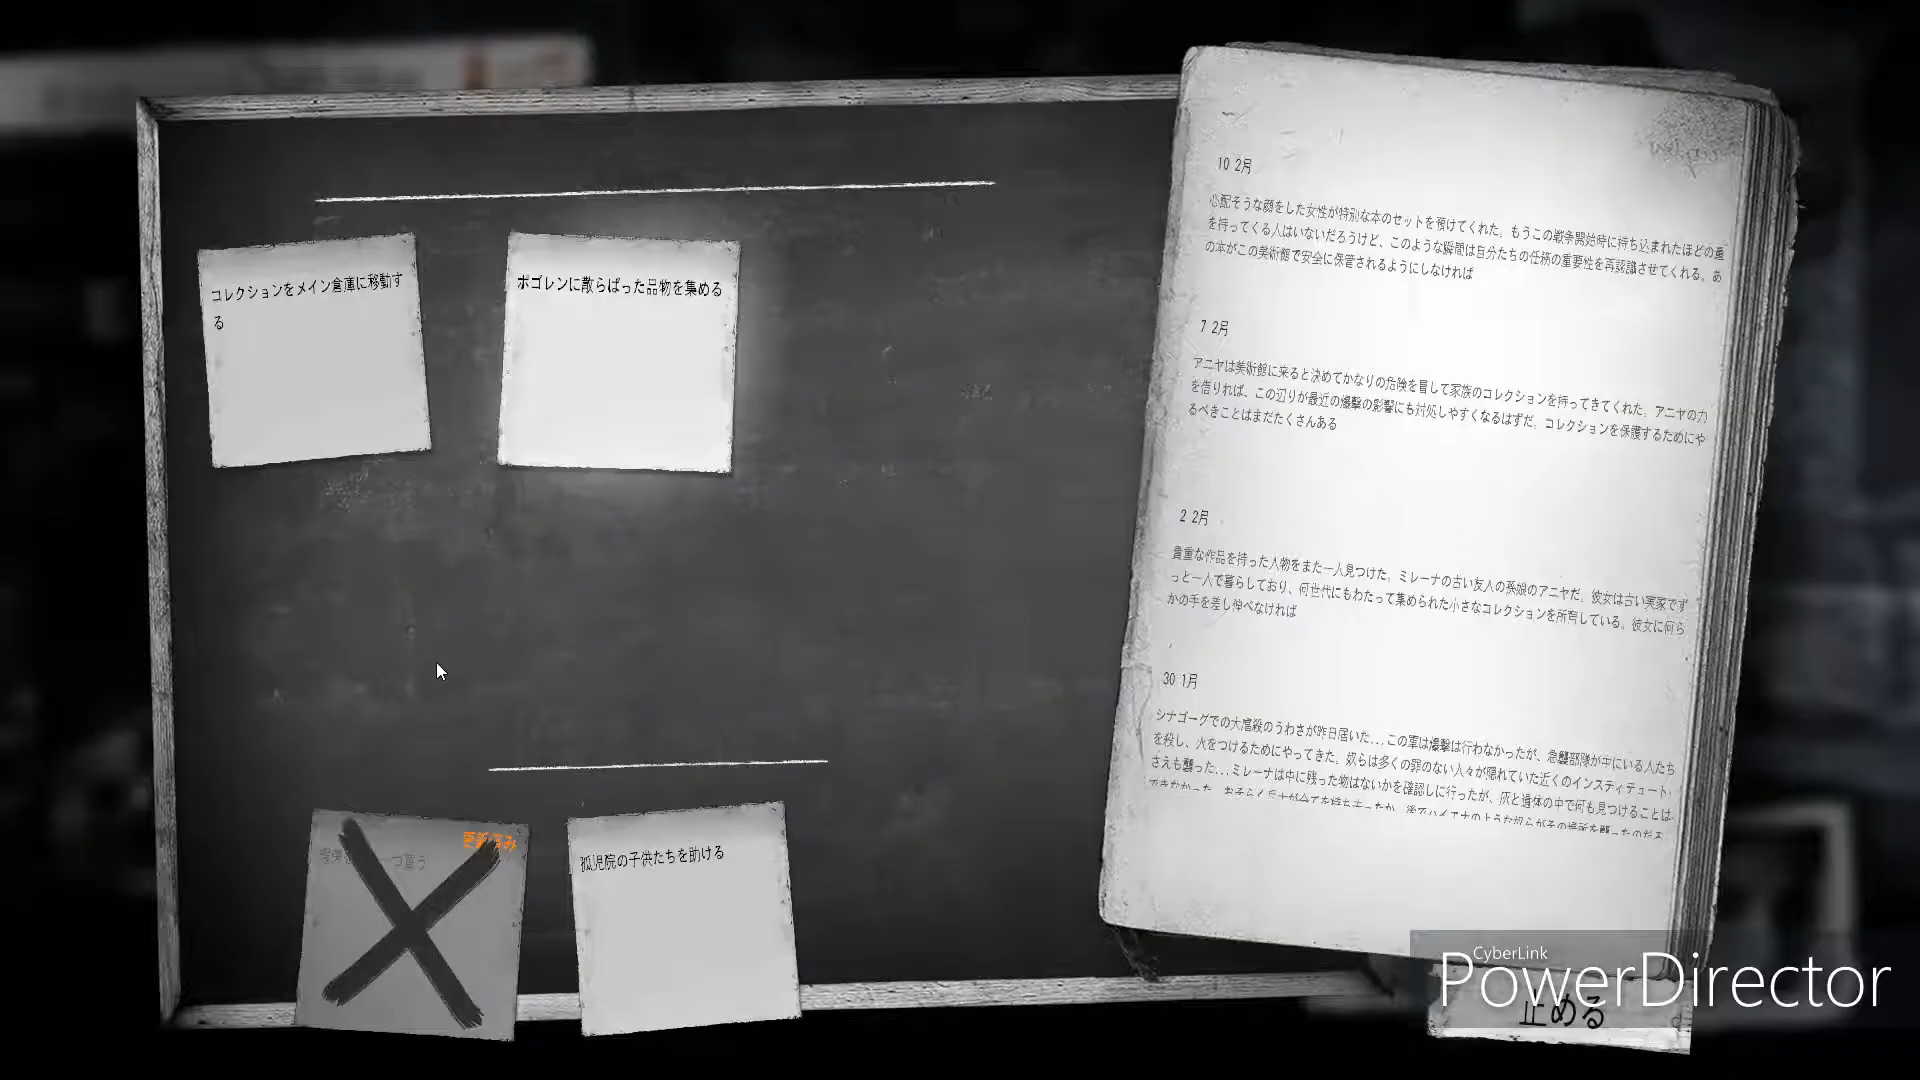 コレクションをメイン倉庫に移動す
る
ポゴレンに散らばった品物を集める
更新済み
一つ言う
孤児院の子供たちを助ける
10 2月
心配そうな顔をした女性が特別な本のセットを預けてくれた。もうこの戦争開始時に持ち込まれたほどの量
を持ってくる人はいないだろうけど、このような瞬間は自分たちの任務の重要性を再認識させてくれる。あ
の本がこの美術館で安全に保管されるようにしなければ
7 2月
アニヤは美術館に来ると決めてかなりの危険を冒して家族のコレクションを持ってきてくれた。アニヤの力
を借りれば、この辺りが最近の爆撃の影響にも対処しやすくなるはずだ。コレクションを保護するためにや
るべきことはまだたくさんある
2 2月
貴重な作品を持った人物をまた一人見つけた。ミレーナの古い友人の孫娘のアニヤだ。彼女は古い実家でず
っと一人で暮らしており、何世代にもわたって集められた小さなコレクションを所有している。彼女に何ら
かの手を差し伸べなければ
30 1月
シナゴーグでの大虐殺のうわさが昨日届いた...この軍は爆撃は行わなかったが、急襲部隊が中にいる人たち
を殺し、火をつけるためにやってきた。奴らは多くの罪のない人々が隠れていた近くのインスティテュート
さえも襲った...ミレーナは中に残った物はないかを確認しに行ったが、灰と遺体の中で何も見つけることは
できなかった。
CyberLink
PowerDirector
止める